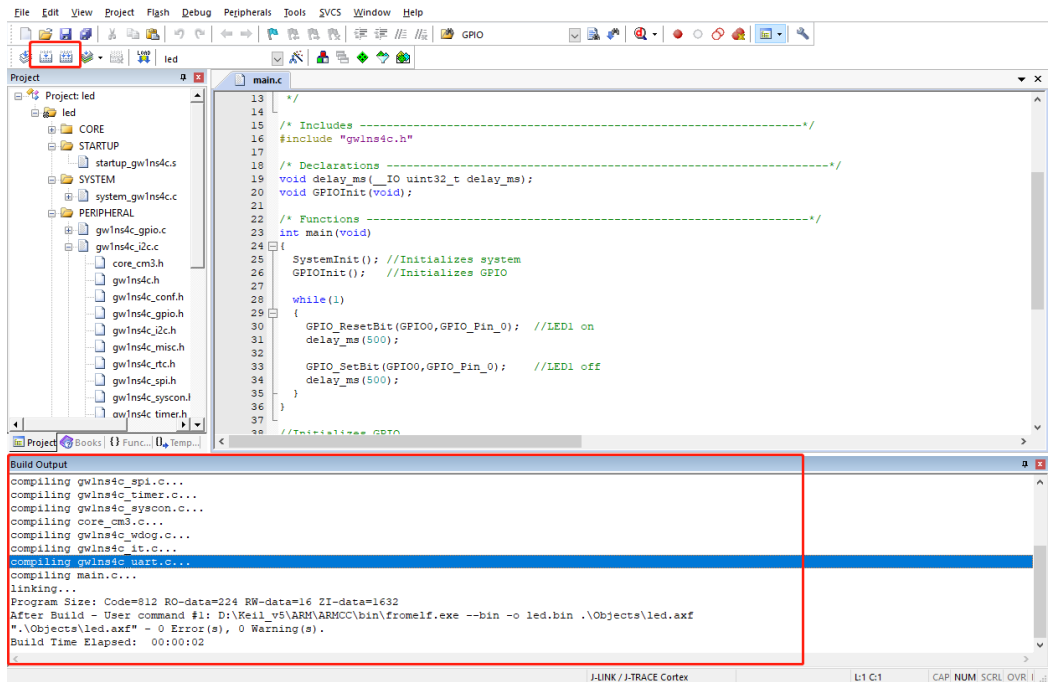 File Edit View Project Flash Debug Peripherals Tools SVCS Window Help
GPIO
LOAD led
Project
Project: led
led
CORE
STARTUP
startup_gw1ns4c.s
SYSTEM
system_gw1ns4c.c
PERIPHERAL
gw1ns4c_gpio.c
gw1ns4c_i2c.c
core_cm3.h
gw1ns4c.h
gw1ns4c_conf.h
gw1ns4c_gpio.h
gw1ns4c_i2c.h
gw1ns4c_misc.h
gw1ns4c_rtc.h
gw1ns4c_spi.h
gw1ns4c_syscon.h
gw1ns4c_timer.h
Project Books {} Func... Temp...
main.c
13 */
14
15 /* Includes ------------------------------------------------------------------*/
16 #include "gw1ns4c.h"
17
18 /* Declarations ------------------------------------------------------------------*/
19 void delay_ms(__IO uint32_t delay_ms);
20 void GPIOInit(void);
21
22 /* Functions ------------------------------------------------------------------*/
23 int main(void)
24 {
25 SystemInit(); //Initializes system
26 GPIOInit(); //Initializes GPIO
27
28 while(1)
29 {
30 GPIO_ResetBit(GPIO0,GPIO_Pin_0); //LED1 on
31 delay_ms(500);
32
33 GPIO_SetBit(GPIO0,GPIO_Pin_0); //LED1 off
34 delay_ms(500);
35 }
36 }
37
38 //Initializes GPIO
Build Output
compiling gw1ns4c_spi.c...
compiling gw1ns4c_timer.c...
compiling gw1ns4c_syscon.c...
compiling core_cm3.c...
compiling gw1ns4c_wdog.c...
compiling gw1ns4c_it.c...
compiling gw1ns4c_uart.c...
compiling main.c...
linking...
Program Size: Code=812 RO-data=224 RW-data=16 ZI-data=1632
After Build - User command #1: D:\Keil_v5\ARM\ARMCC\bin\fromelf.exe --bin -o led.bin .\Objects\led.axf
".\Objects\led.axf" - 0 Error(s), 0 Warning(s).
Build Time Elapsed: 00:00:02
J-LINK / J-TRACE Cortex L:1 C:1 CAP NUM SCRL OVR